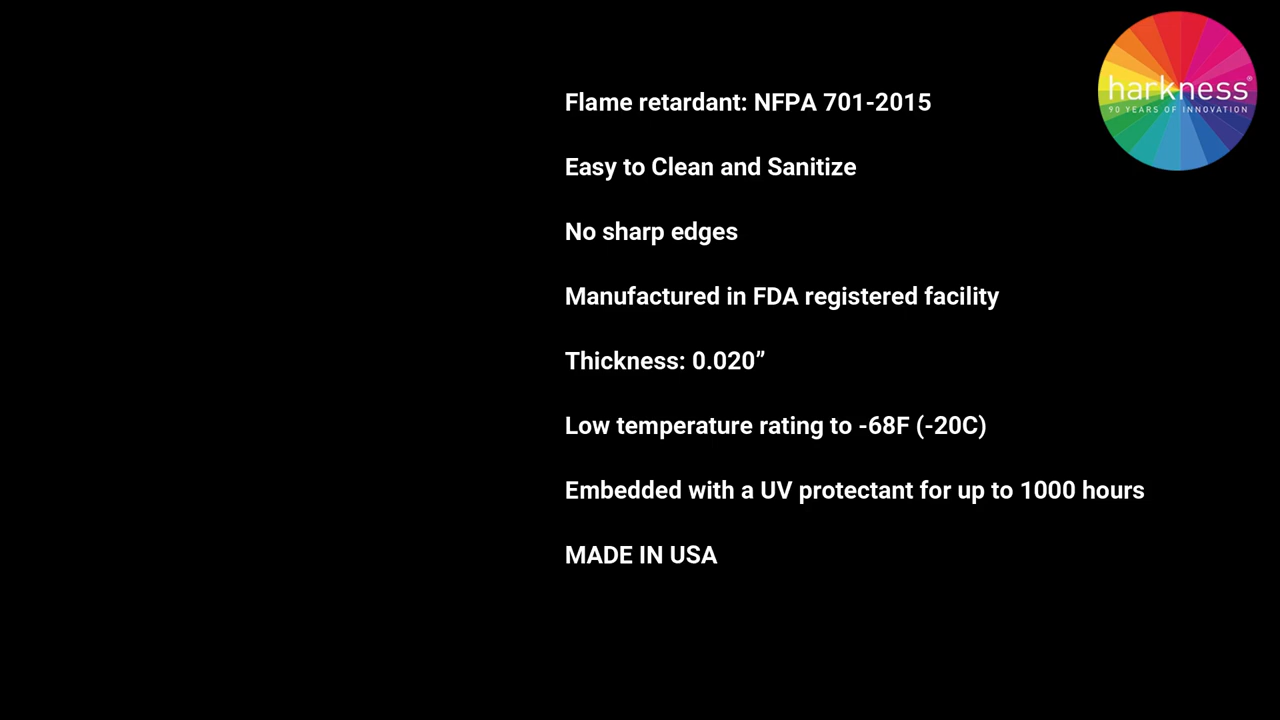 harkness®
90 YEARS OF INNOVATION
Flame retardant: NFPA 701-2015
Easy to Clean and Sanitize
No sharp edges
Manufactured in FDA registered facility
Thickness: 0.020”
Low temperature rating to -68F (-20C)
Embedded with a UV protectant for up to 1000 hours
MADE IN USA